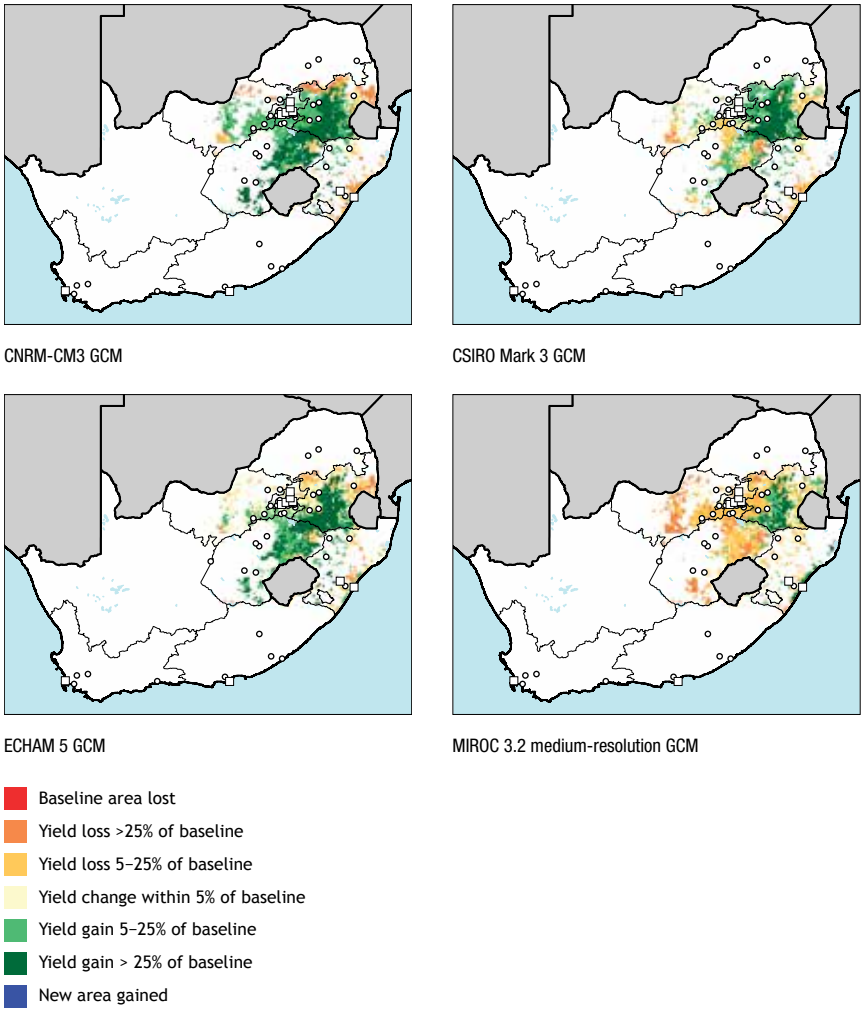 CNRM-CM3 GCM
CSIRO Mark 3 GCM
ECHAM 5 GCM
MIROC 3.2 medium-resolution GCM
Baseline area lost
Yield loss >25% of baseline
Yield loss 5–25% of baseline
Yield change within 5% of baseline
Yield gain 5–25% of baseline
Yield gain > 25% of baseline
New area gained